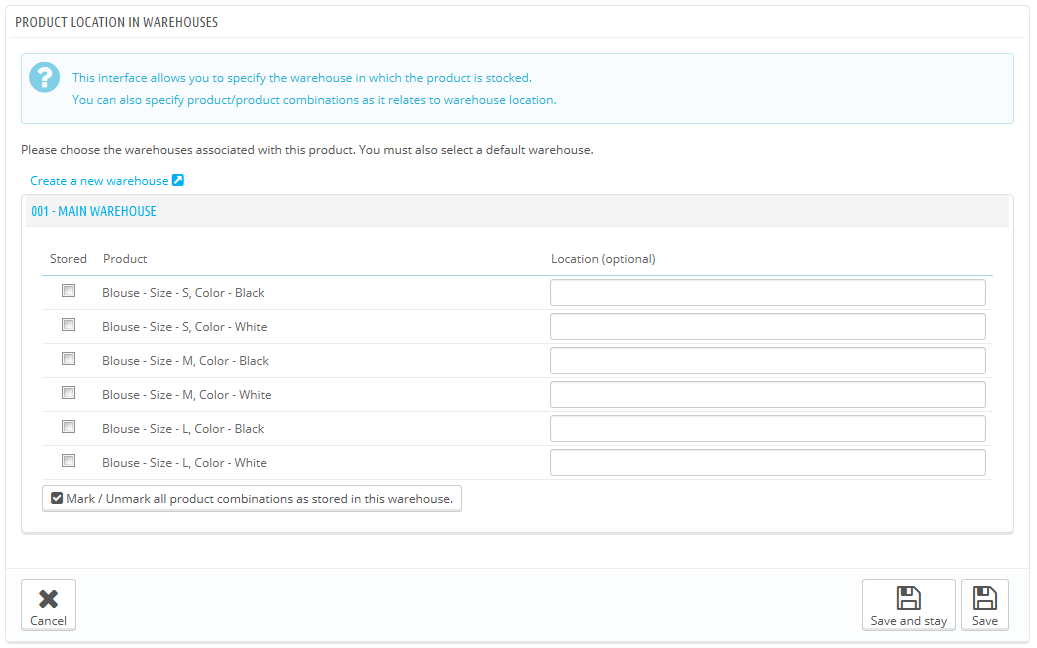 PRODUCT LOCATION IN WAREHOUSES
?
This interface allows you to specify the warehouse in which the product is stocked.
You can also specify product/product combinations as it relates to warehouse location.
Please choose the warehouses associated with this product. You must also select a default warehouse.
Create a new warehouse
001 - MAIN WAREHOUSE
Stored Product Location (optional)
Blouse - Size - S, Color - Black
Blouse - Size - S, Color - White
Blouse - Size - M, Color - Black
Blouse - Size - M, Color - White
Blouse - Size - L, Color - Black
Blouse - Size - L, Color - White
Mark / Unmark all product combinations as stored in this warehouse.
Cancel Save and stay Save